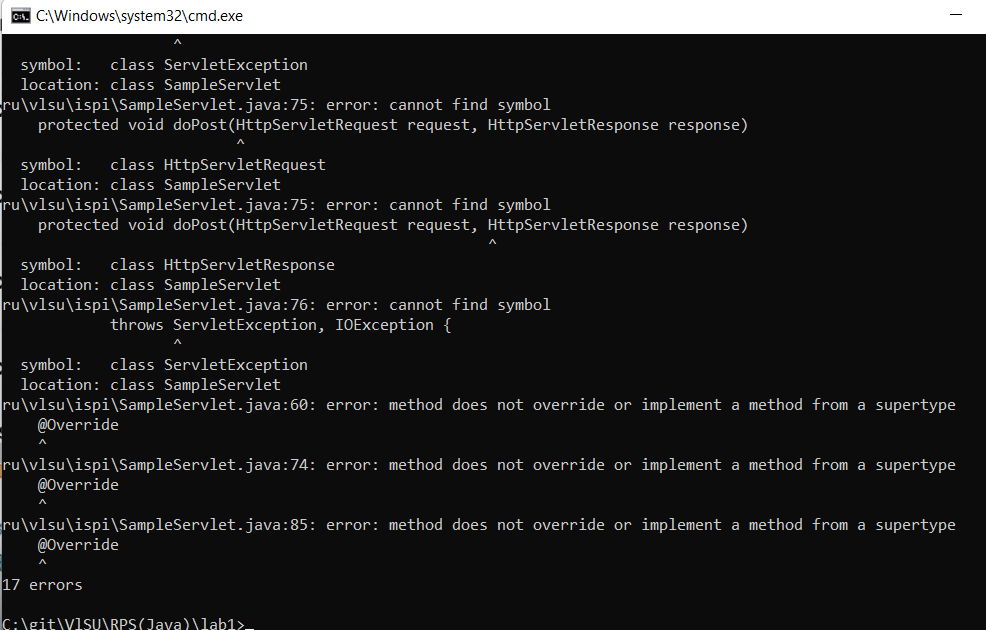 C:\Windows\system32\cmd.exe
^
symbol:   class ServletException
location: class SampleServlet
ru\vlsu\ispi\SampleServlet.java:75: error: cannot find symbol
protected void doPost(HttpServletRequest request, HttpServletResponse response)
^
symbol:   class HttpServletRequest
location: class SampleServlet
ru\vlsu\ispi\SampleServlet.java:75: error: cannot find symbol
protected void doPost(HttpServletRequest request, HttpServletResponse response)
^
symbol:   class HttpServletResponse
location: class SampleServlet
ru\vlsu\ispi\SampleServlet.java:76: error: cannot find symbol
throws ServletException, IOException {
^
symbol:   class ServletException
location: class SampleServlet
ru\vlsu\ispi\SampleServlet.java:60: error: method does not override or implement a method from a supertype
@Override
^
ru\vlsu\ispi\SampleServlet.java:74: error: method does not override or implement a method from a supertype
@Override
^
ru\vlsu\ispi\SampleServlet.java:85: error: method does not override or implement a method from a supertype
@Override
^
17 errors
C:\git\VlSU\RPS(Java)\lab1>_